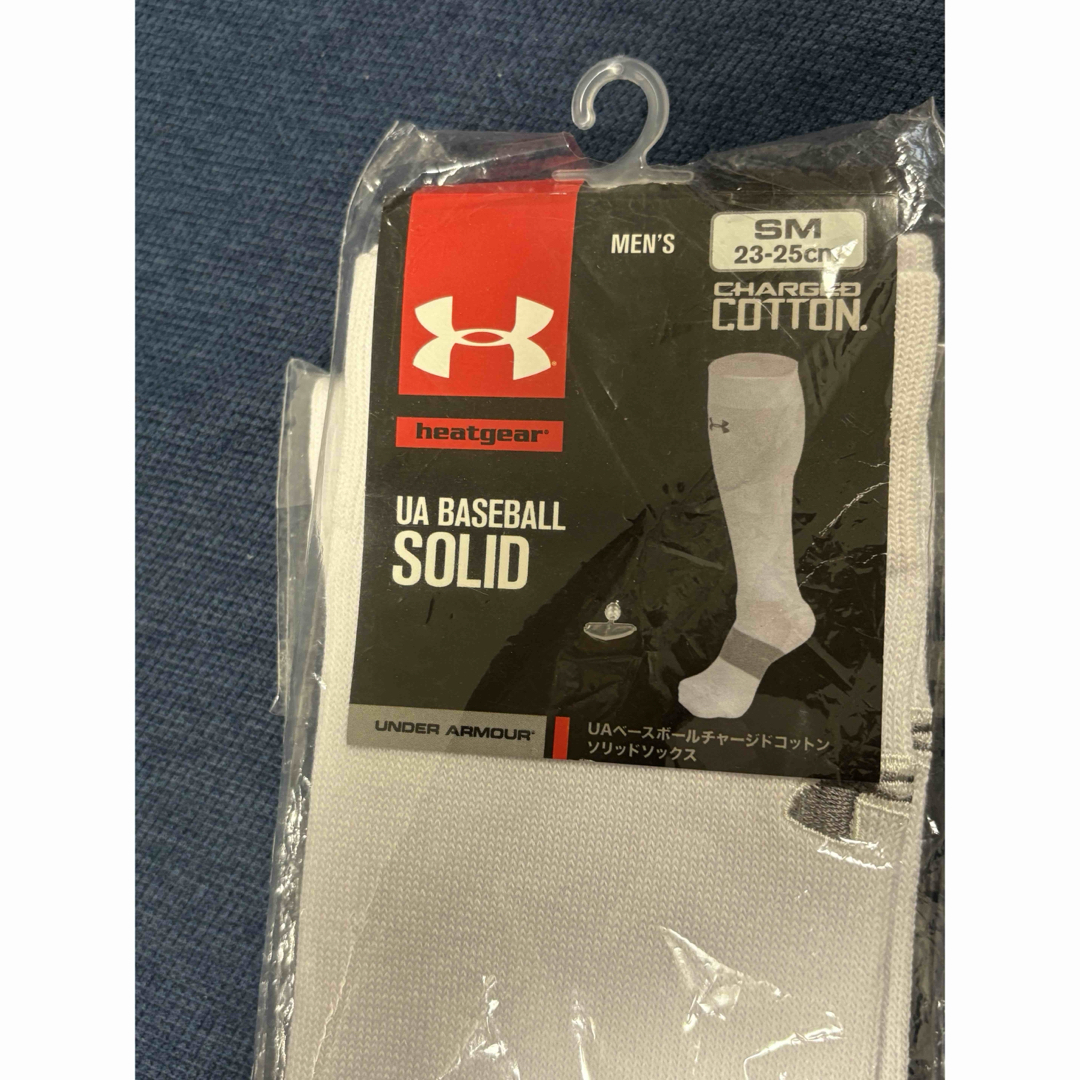 MEN'S
SM
23-25cm
CHARGED
COTTON.
heatgear
UA BASEBALL
SOLID
UNDER ARMOUR
UAベースボールチャージドコットン
ソリッドソックス